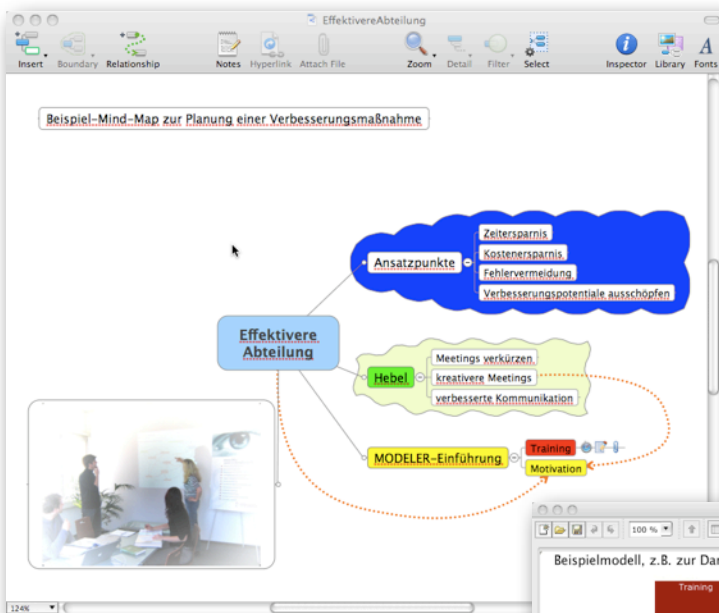 EffektivereAbteilung
Insert Boundary Relationship Notes Hyperlink Attach File Zoom Detail Filter Select Inspector Library Fonts
Beispiel-Mind-Map zur Planung einer Verbesserungsmaßnahme
Ansatzpunkte
Zeitersparnis
Kostenersparnis
Fehlervermeidung
Verbesserungspotentiale ausschöpfen
Effektivere
Abteilung
Hebel
Meetings verkürzen
kreativere Meetings
verbesserte Kommunikation
MODELER-Einführung
Training
Motivation
100 %
Beispielmodell, z.B. zur Dar
Training
124%